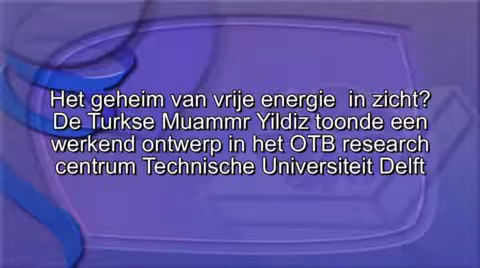 Het geheim van vrije energie in zicht?
De Turkse Muammr Yildiz toonde een
werkend ontwerp in het OTB research
centrum Technische Universiteit Delft